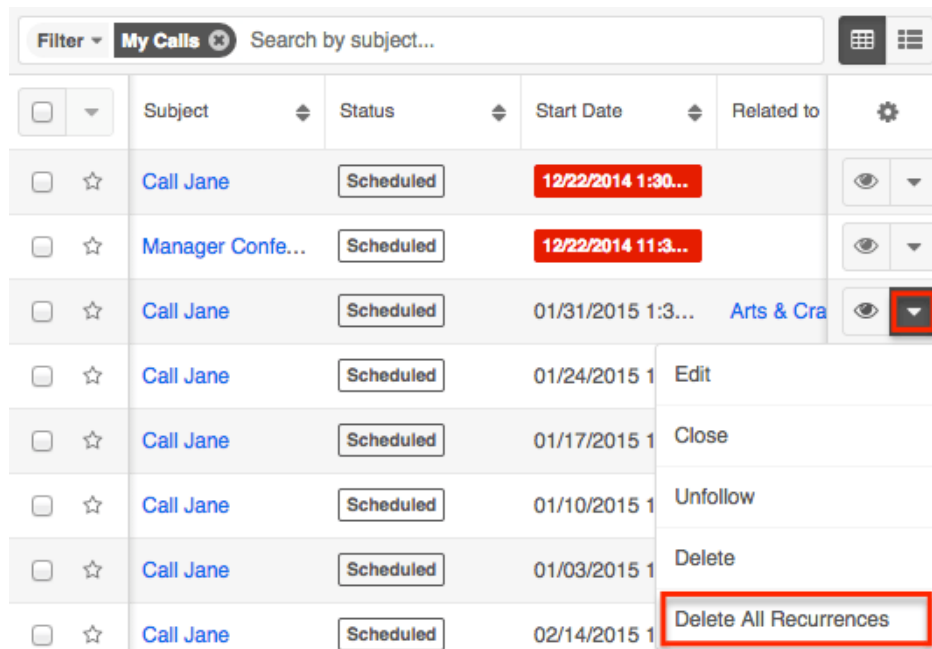 Filter My Calls Search by subject...
Subject Status Start Date Related to
Call Jane Scheduled 12/22/2014 1:30...
Manager Confe... Scheduled 12/22/2014 11:3...
Call Jane Scheduled 01/31/2015 1:3... Arts & Cra
Call Jane Scheduled 01/24/2015 1 Edit
Call Jane Scheduled 01/17/2015 1 Close
Call Jane Scheduled 01/10/2015 1 Unfollow
Call Jane Scheduled 01/03/2015 1 Delete
Call Jane Scheduled 02/14/2015 1 Delete All Recurrences